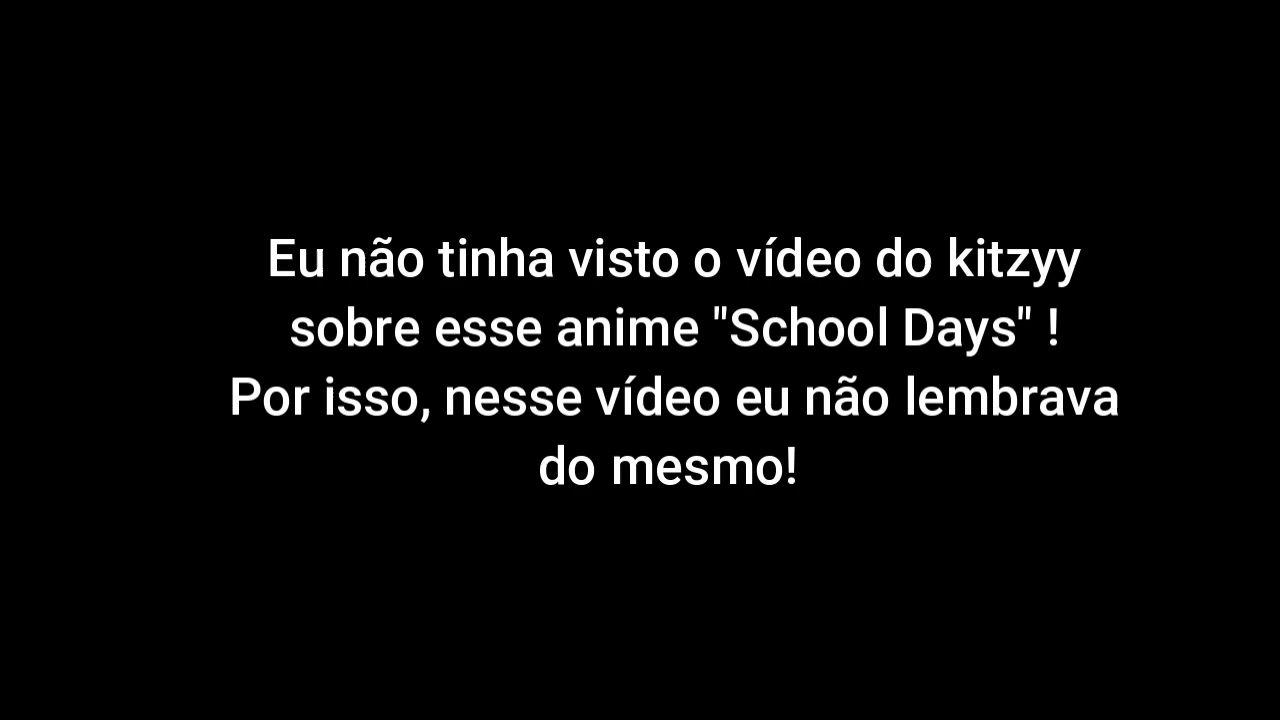 Eu não tinha visto o vídeo do kitzyy
sobre esse anime "School Days" !
Por isso, nesse vídeo eu não lembrava
do mesmo!